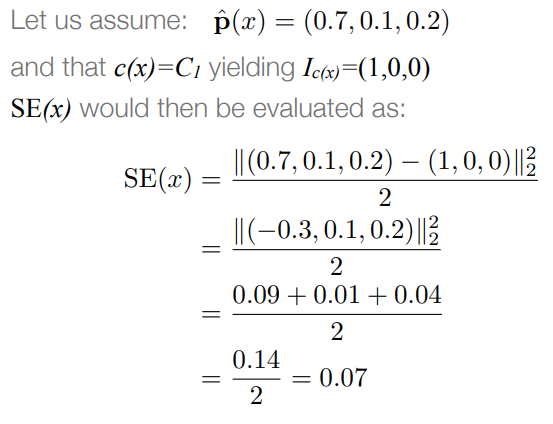 Let us assume: p̂(x) = (0.7, 0.1, 0.2)
and that c(x)=C₁ yielding I_c(x)=(1,0,0)
SE(x) would then be evaluated as:
SE(x) = ‖(0.7, 0.1, 0.2) − (1, 0, 0)‖₂² / 2
= ‖(−0.3, 0.1, 0.2)‖₂² / 2
= 0.09 + 0.01 + 0.04 / 2
= 0.14 / 2 = 0.07